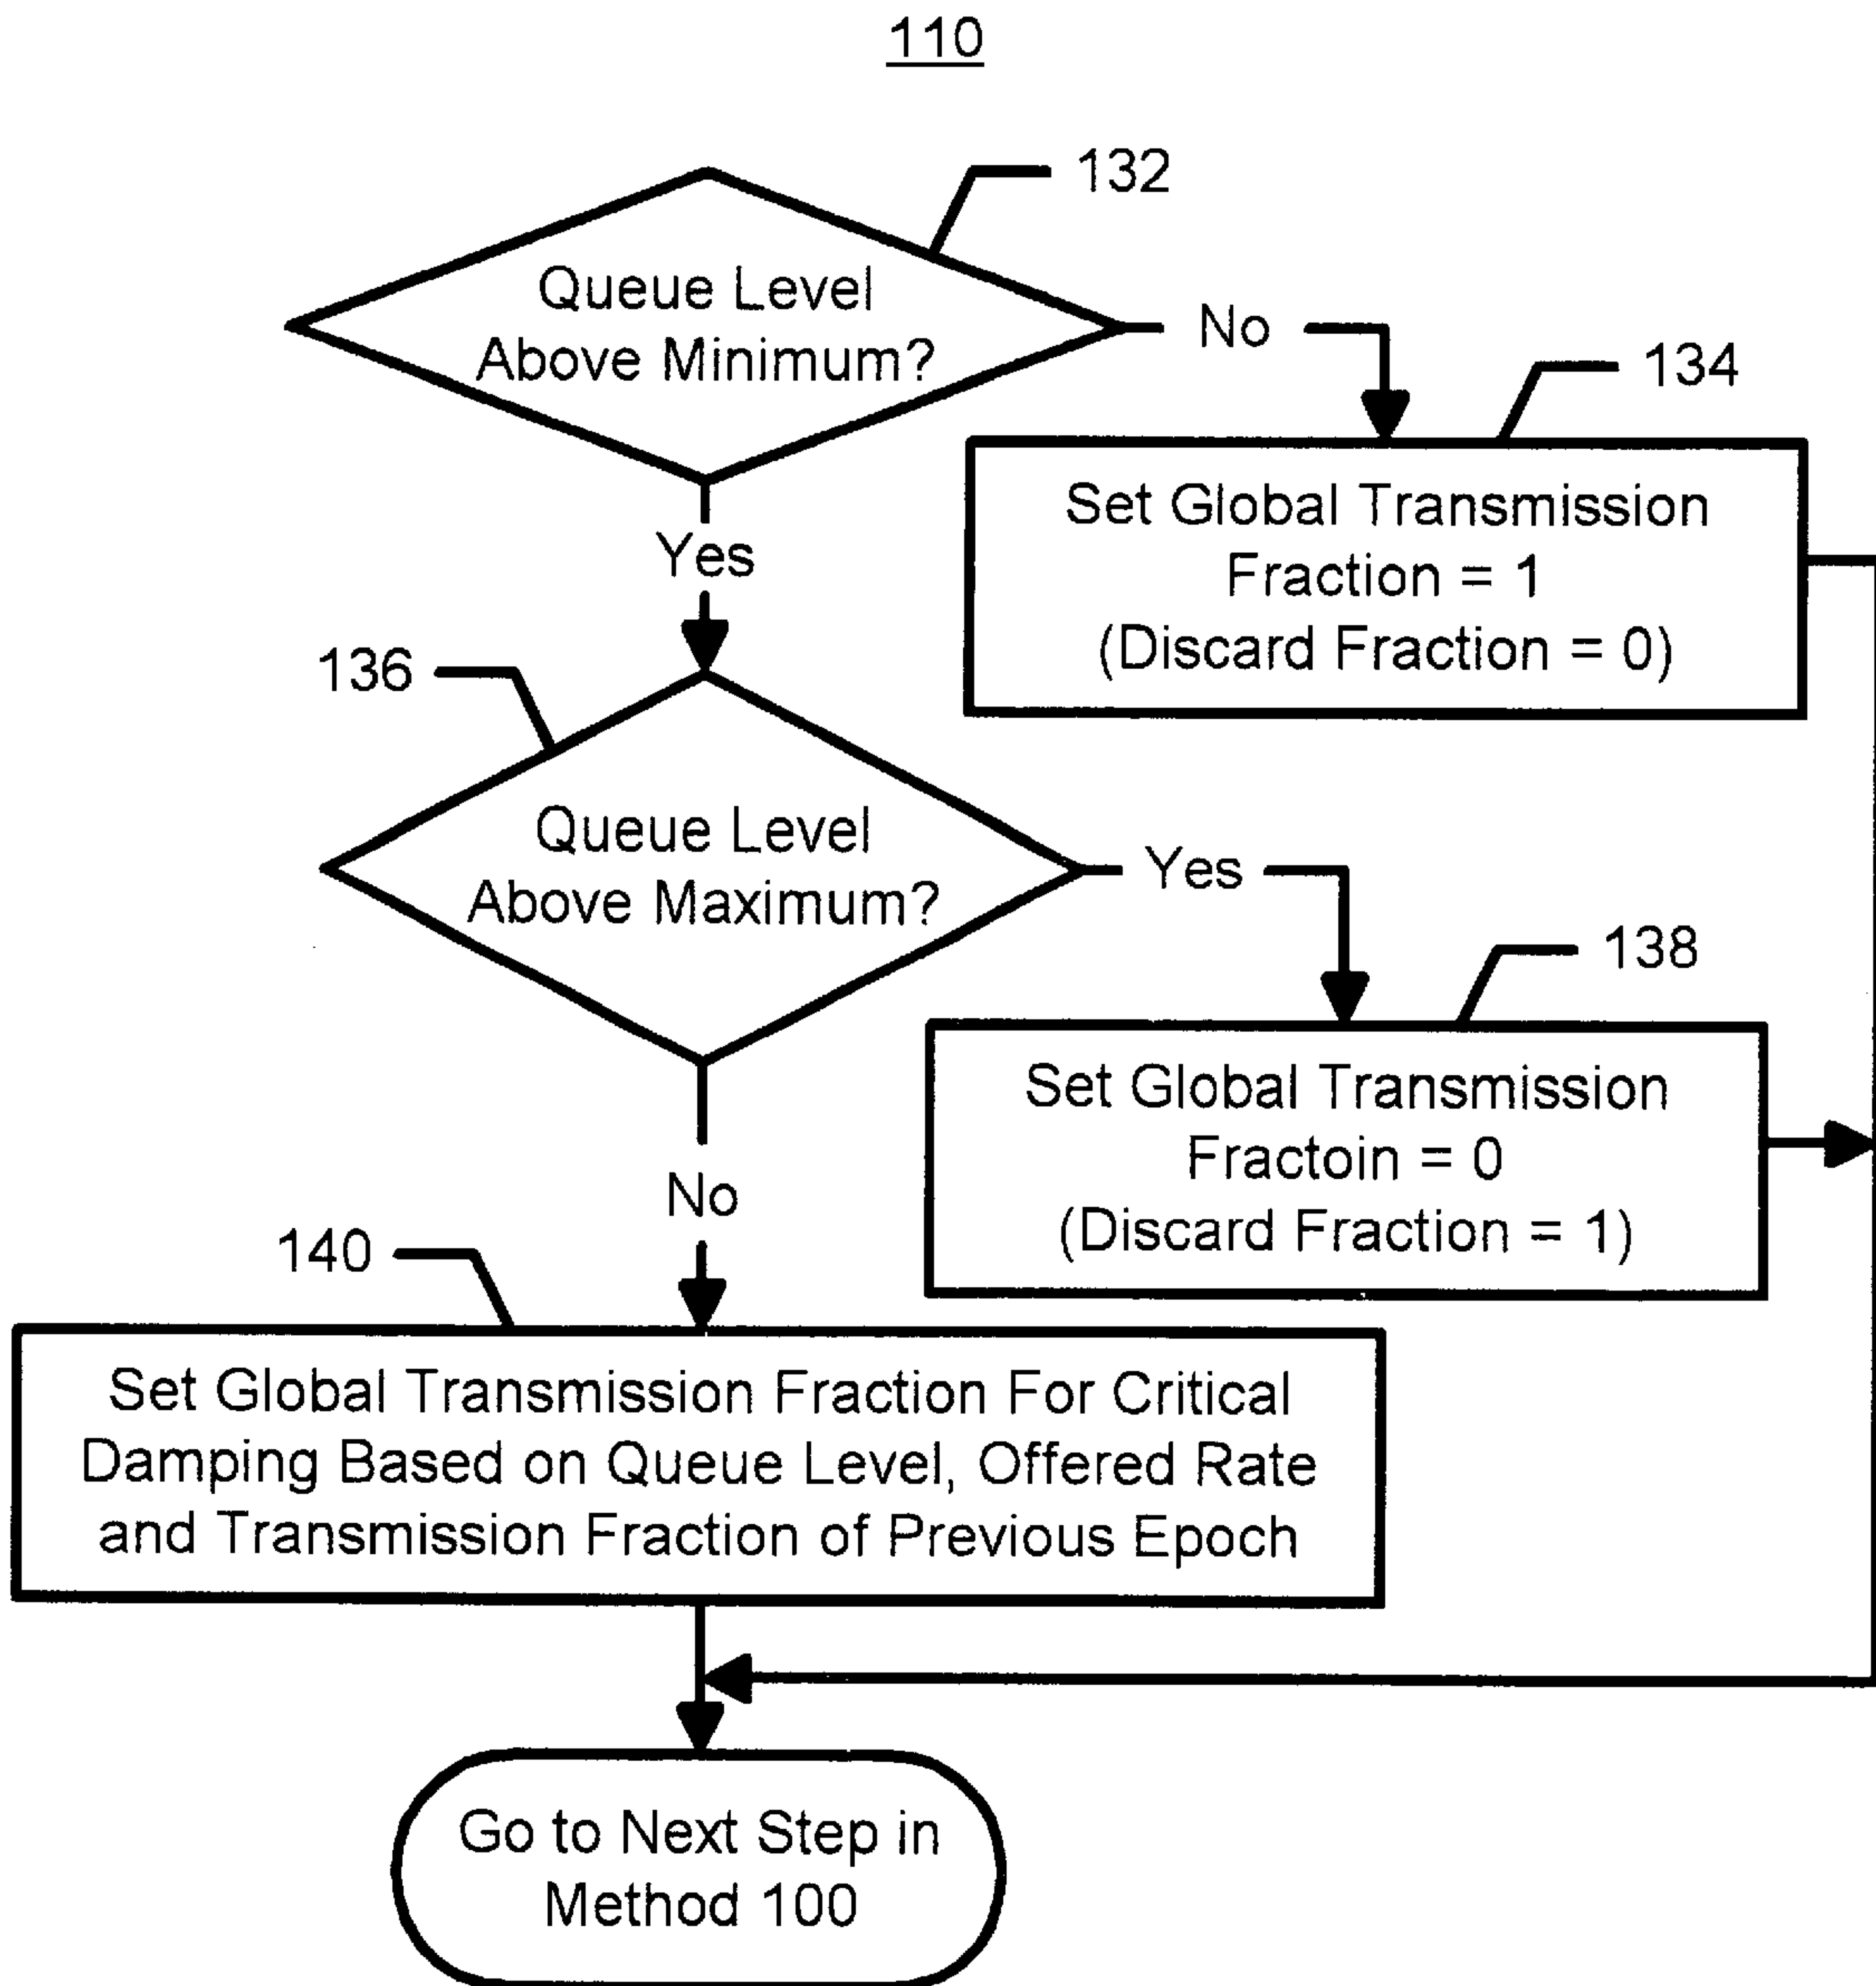 110
132
Queue Level
Above Minimum?
No
134
Set Global Transmission
Fraction = 1
(Discard Fraction = 0)
Yes
136
Queue Level
Above Maximum?
Yes
138
Set Global Transmission
Fractoin = 0
(Discard Fraction = 1)
No
140
Set Global Transmission Fraction For Critical
Damping Based on Queue Level, Offered Rate
and Transmission Fraction of Previous Epoch
Go to Next Step in
Method 100